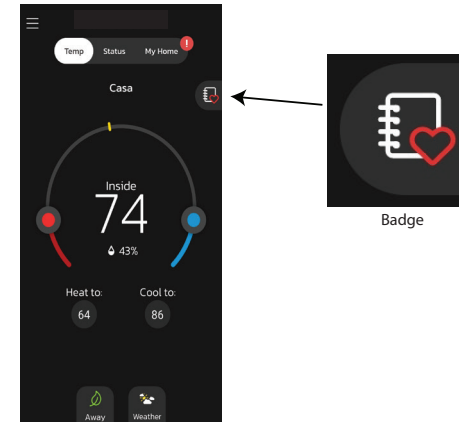 Temp Status My Home !
Casa
Inside
74
43%
Heat to: Cool to:
64 86
Away Weather
Badge